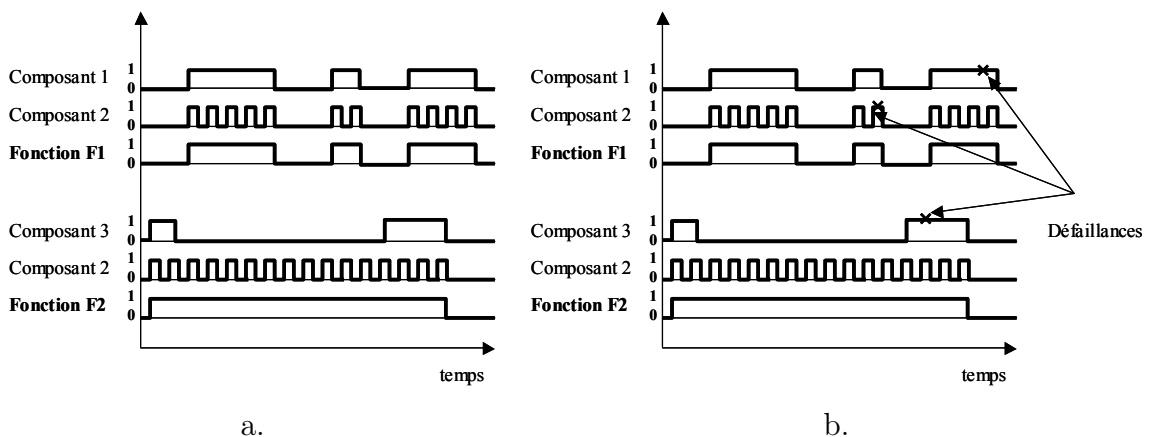 Composant 1 1
0
Composant 2 1
0
Fonction F1 1
0
Composant 3 1
0
Composant 2 1
0
Fonction F2 1
0
temps
a.
Composant 1 1
0
Composant 2 1
0
Fonction F1 1
0
Composant 3 1
0
Composant 2 1
0
Fonction F2 1
0
Défaillances
temps
b.